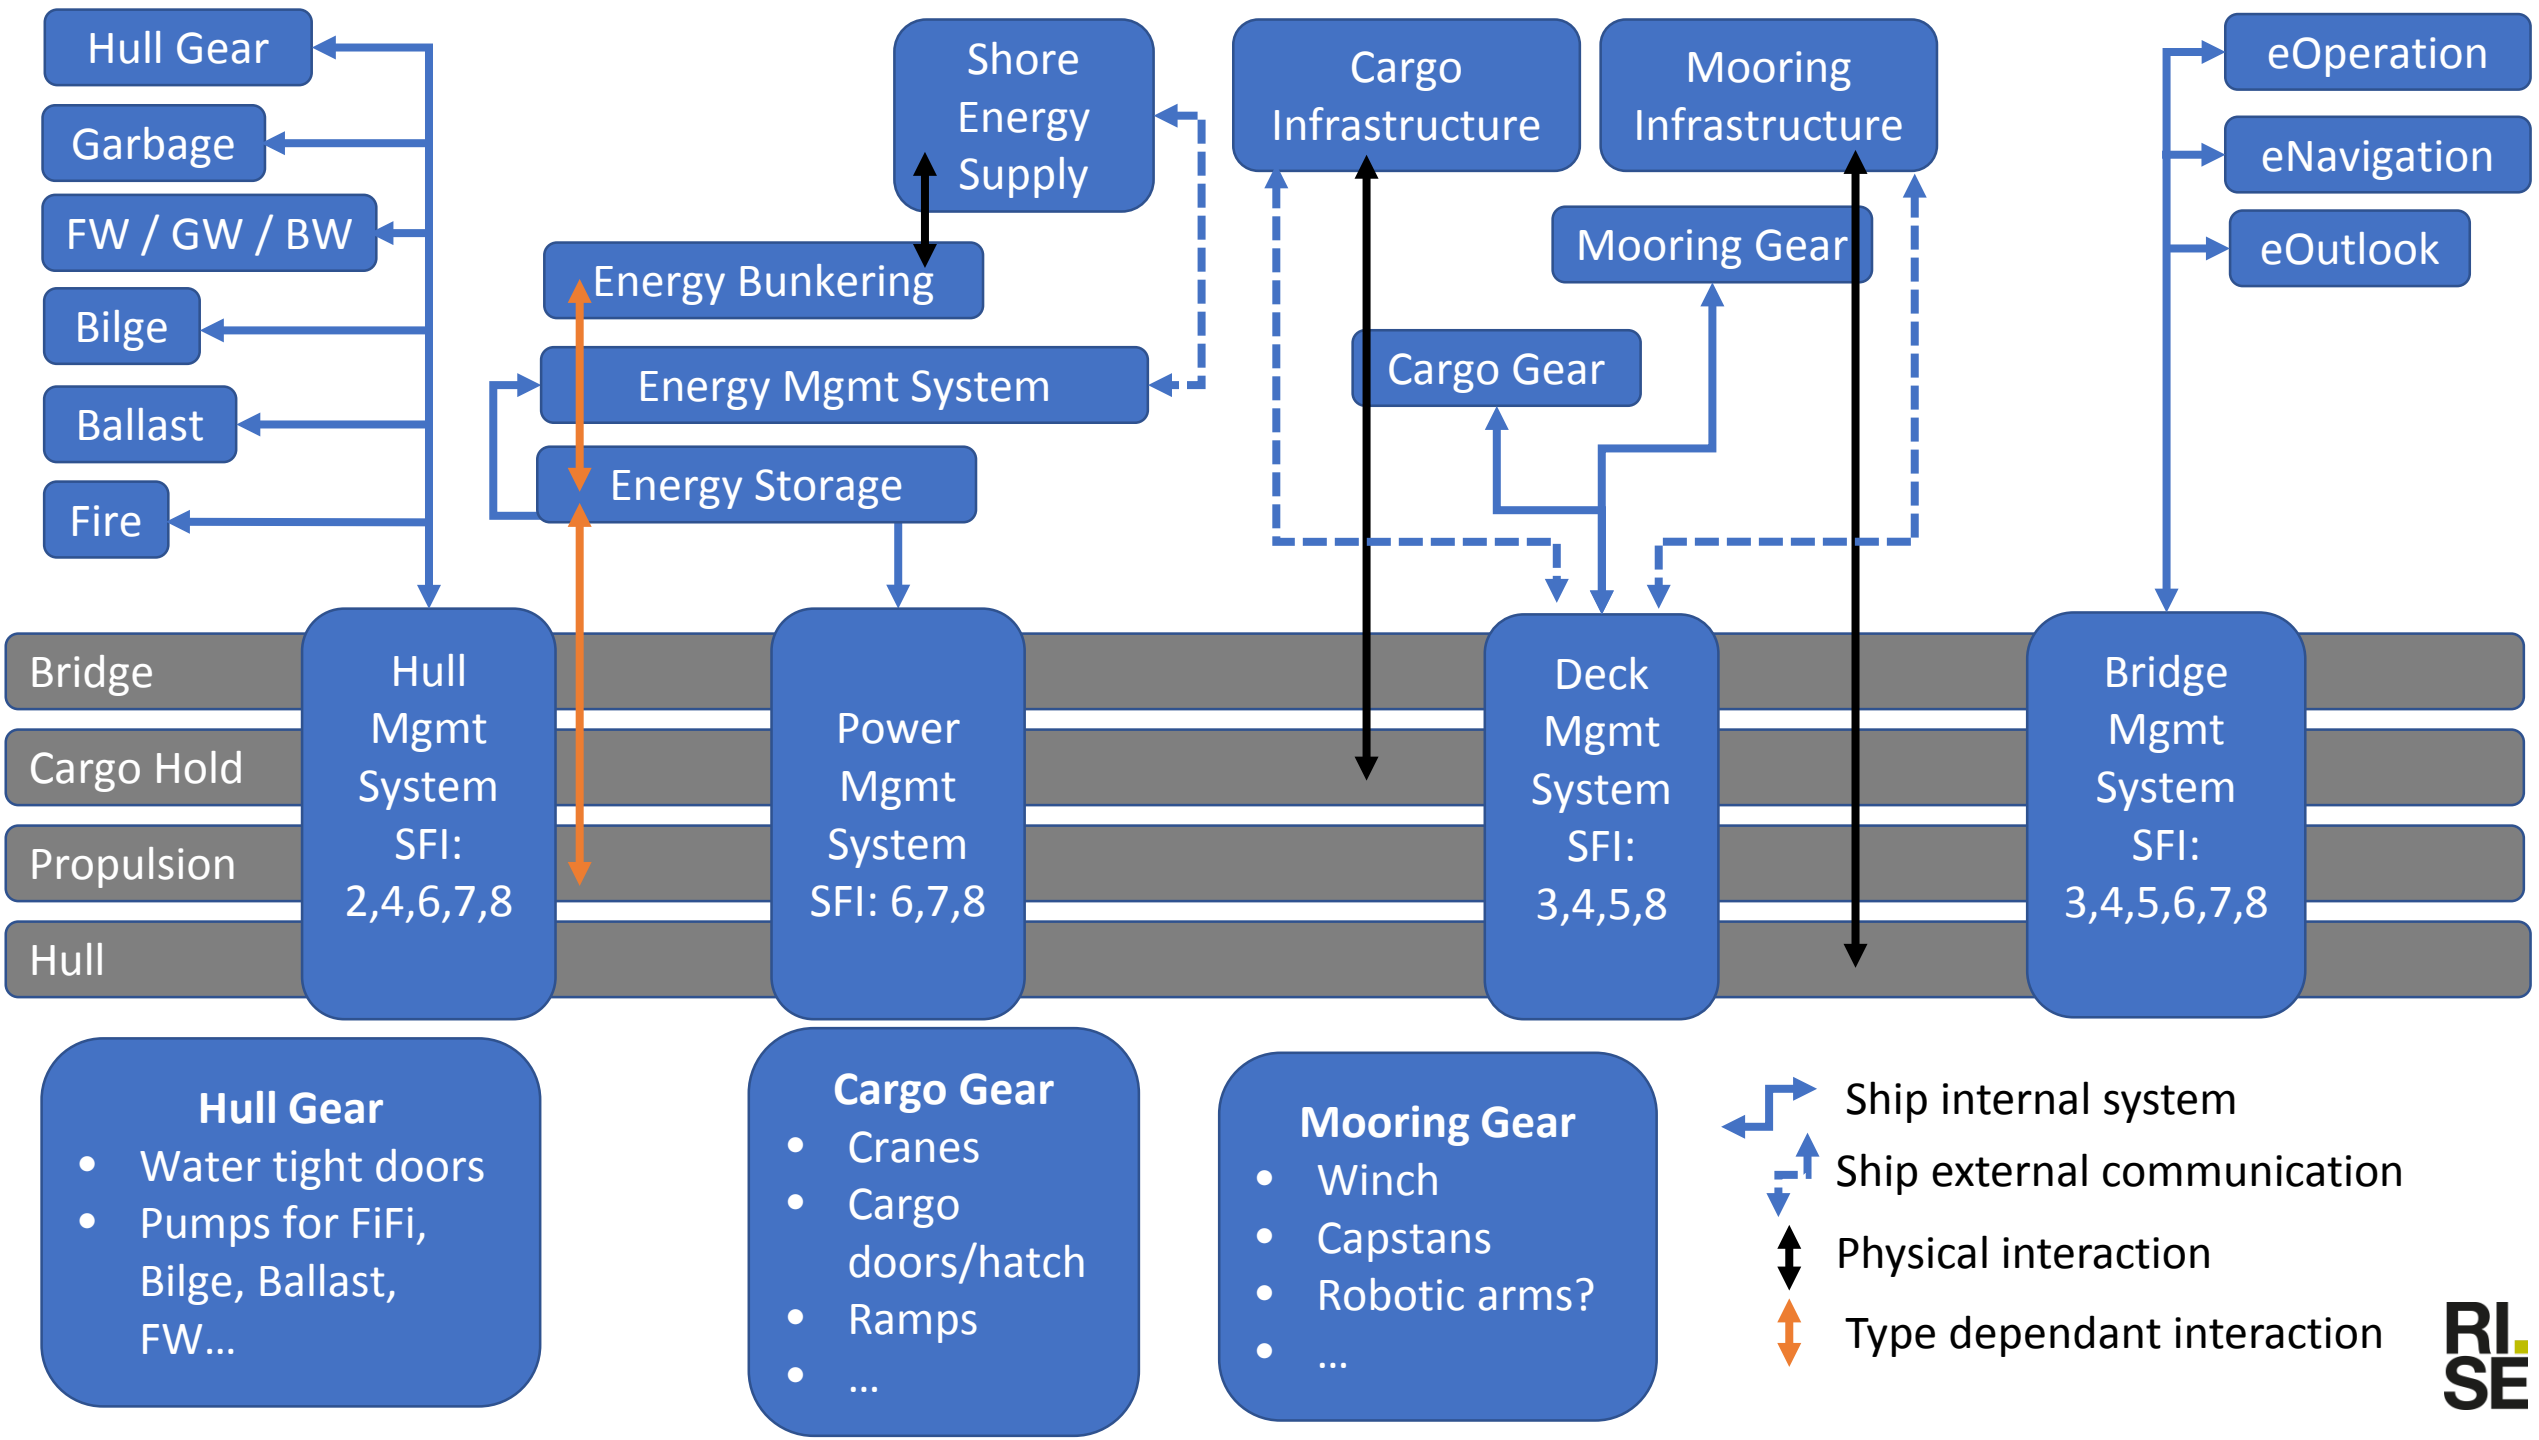 Hull Gear
Garbage
FW / GW / BW
Bilge
Ballast
Fire
Shore
Energy
Supply
Energy Bunkering
Energy Mgmt System
Energy Storage
Cargo
Infrastructure
Mooring
Infrastructure
Mooring Gear
Cargo Gear
eOperation
eNavigation
eOutlook
Bridge
Cargo Hold
Propulsion
Hull
Hull
Mgmt
System
SFI:
2,4,6,7,8
Power
Mgmt
System
SFI: 6,7,8
Deck
Mgmt
System
SFI:
3,4,5,8
Bridge
Mgmt
System
SFI:
3,4,5,6,7,8
Hull Gear
• Water tight doors
• Pumps for FiFi,
Bilge, Ballast,
FW...
Cargo Gear
• Cranes
• Cargo
doors/hatch
• Ramps
• ...
Mooring Gear
• Winch
• Capstans
• Robotic arms?
• ...
Ship internal system
Ship external communication
Physical interaction
Type dependant interaction
RI.
SE